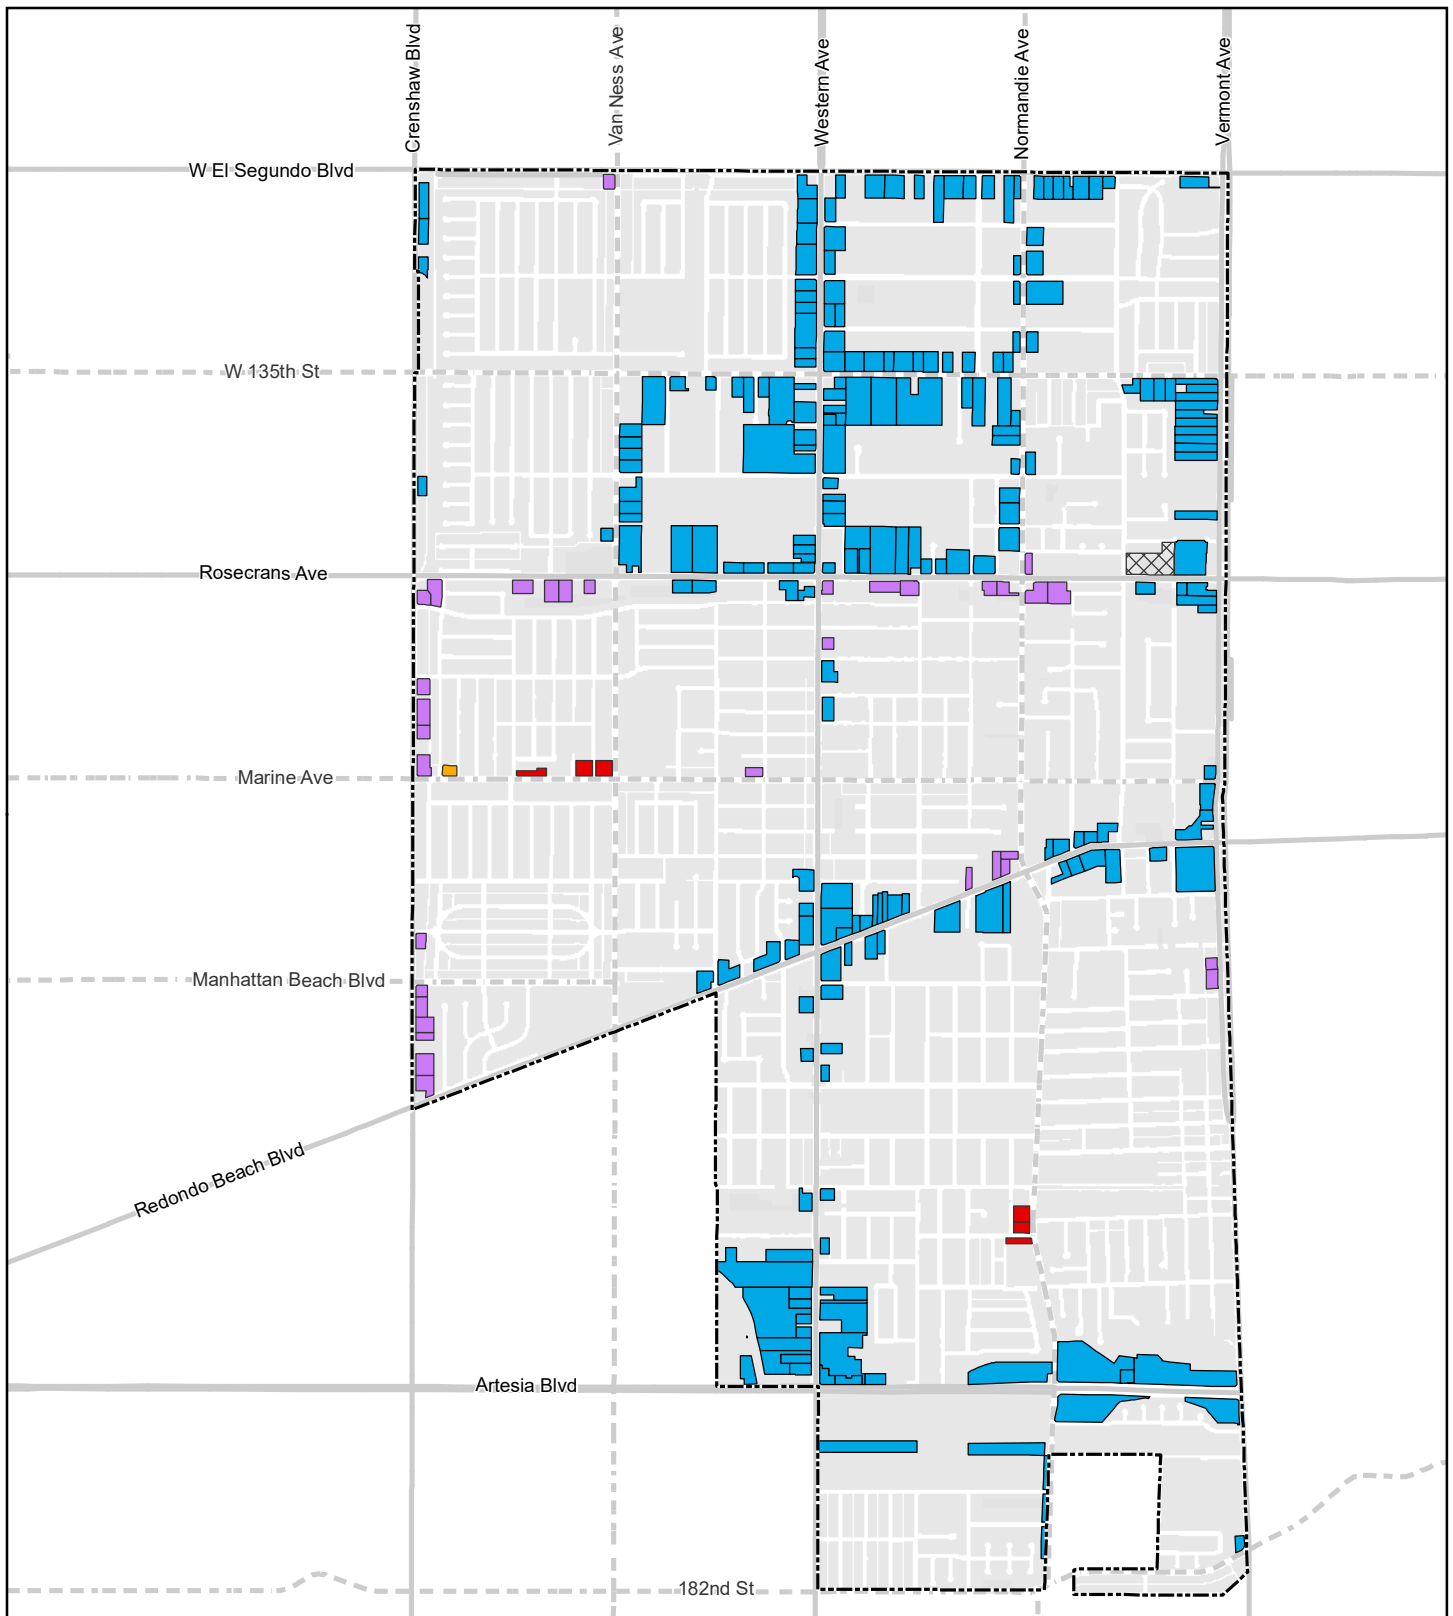 Crenshaw Blvd
Van Ness Ave
Western Ave
Normandie Ave
Vermont Ave
W El Segundo Blvd
W 135th St
Rosecrans Ave
Marine Ave
Manhattan Beach Blvd
Redondo Beach Blvd
Artesia Blvd
182nd St